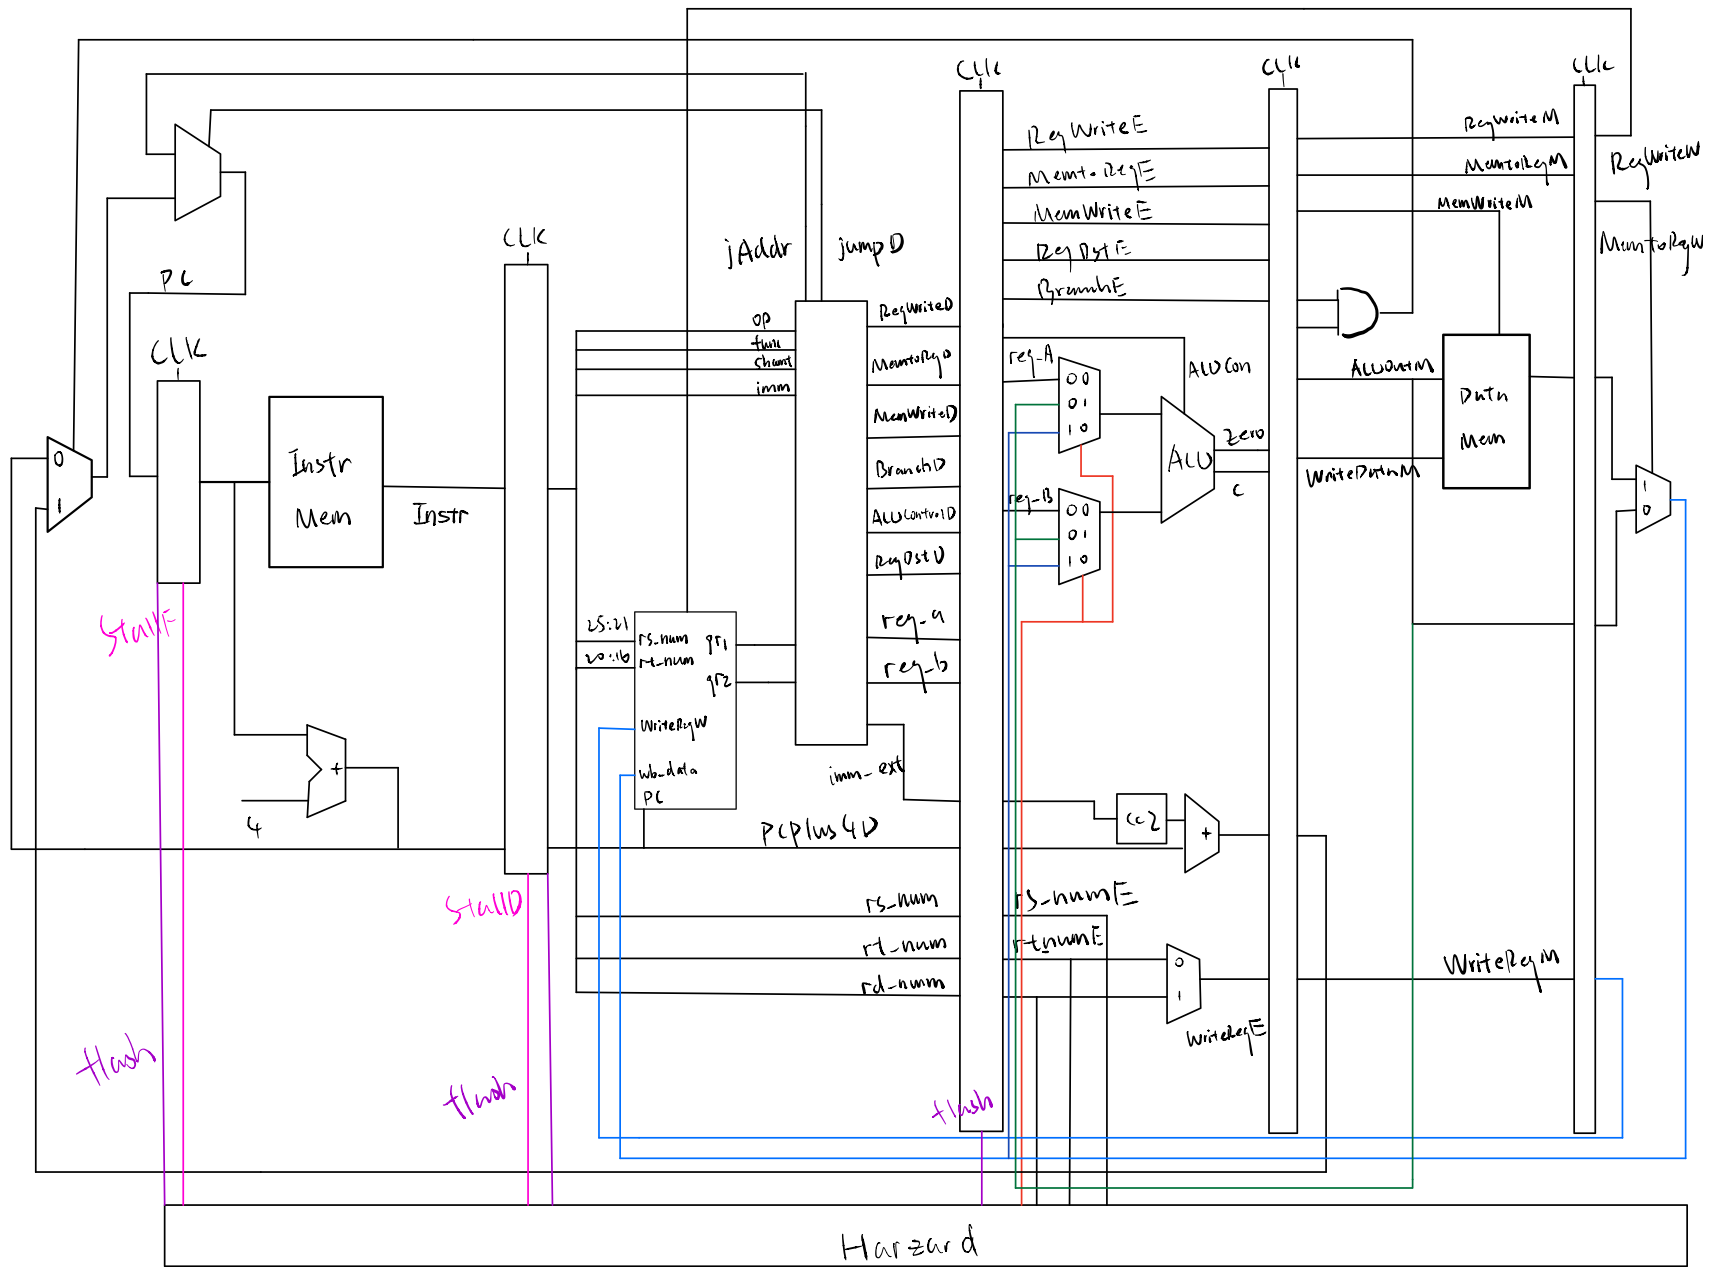 CLK
CLK
CLK
RegWriteE
RegWriteM
MemtoRegE
MemtoRegM
RegWriteW
MemWriteE
MemWriteM
CLK
jAddr
jumpD
RegDstE
MemtoRegW
PC
BranchE
RegWriteD
op
func
shamt
imm
CLK
MemtoRegD
reg_A
00
01
10
ALUCon
ALUOutM
Data
Mem
MemWriteD
Zero
ALU
C
WriteDataM
0
1
Instr
Mem
Instr
BranchD
reg_B
00
01
10
1
0
ALUControlD
RegDstD
StallF
25:21
20:16
rs_num
rt_num
gr1
gr2
reg_a
reg_b
WriteRegW
wb_data
PC
imm_ext
+
4
PCPlus4D
<<2
+
StallD
rs_num
rs_numE
rt_num
rt_numE
rd_num
0
1
WriteRegM
WriteRegE
flash
flush
flash
Harzard